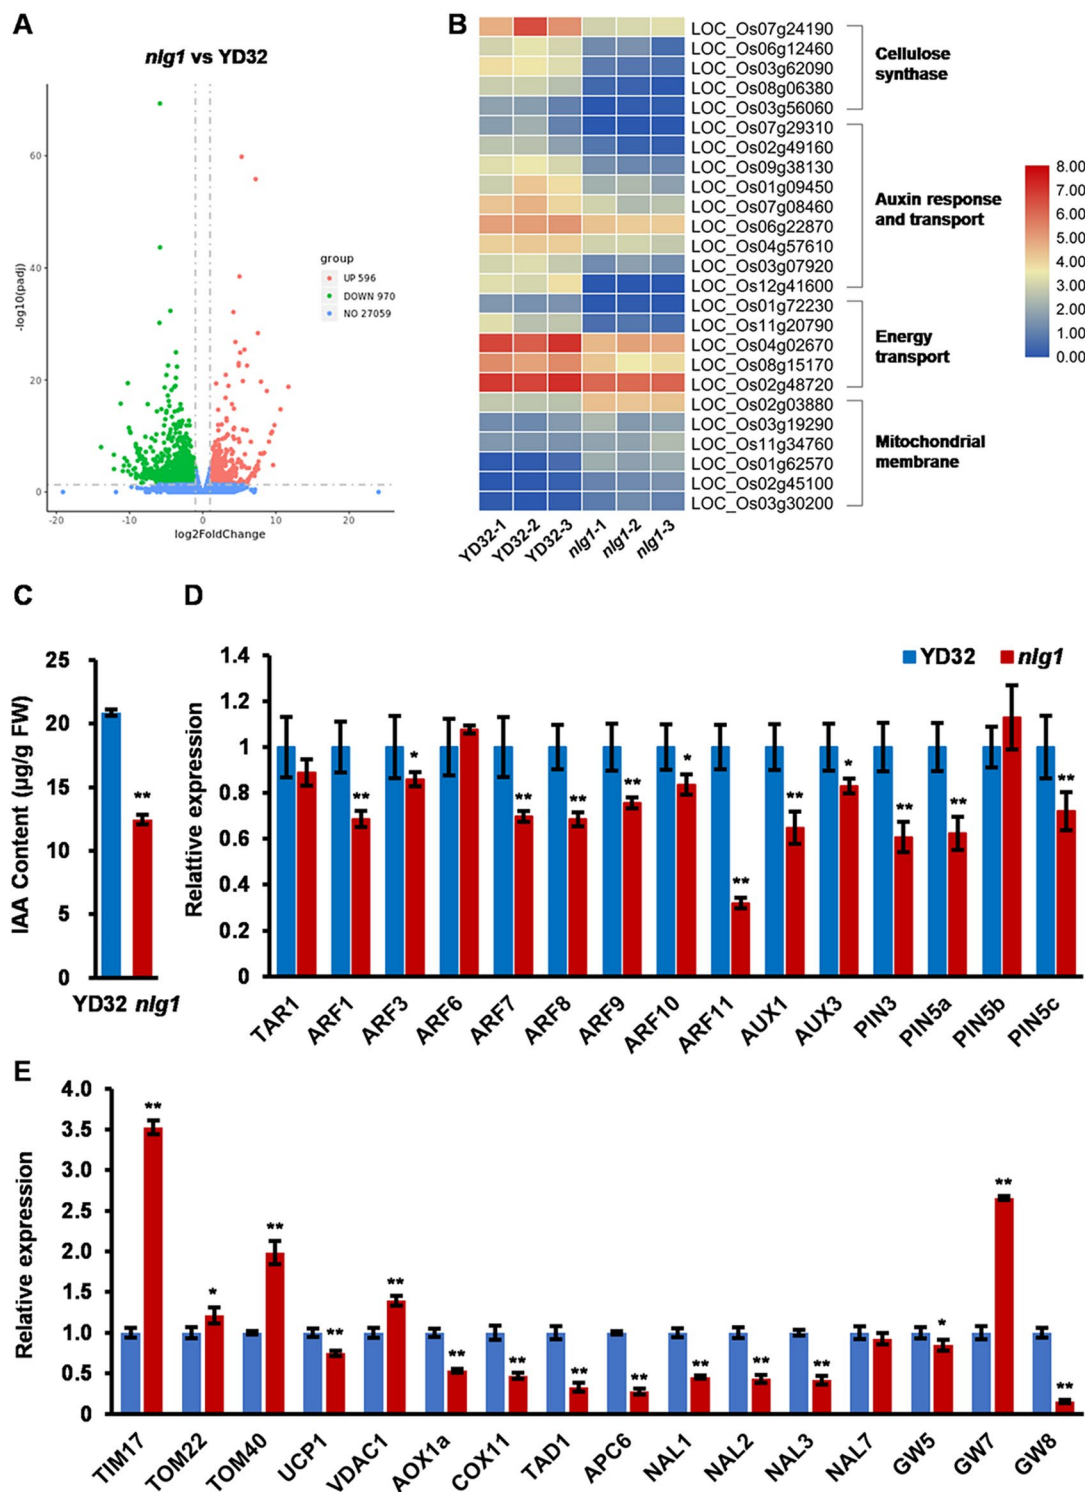 A
nlg1 vs YD32
-log10(padj)
60
40
20
0
-20
0
20
log2FoldChange
group
UP 596
DOWN 970
NO 27059
B
LOC_Os07g24190
LOC_Os06g12460
LOC_Os03g62090
LOC_Os08g06380
LOC_Os03g56060
LOC_Os07g29310
LOC_Os02g49160
LOC_Os09g38130
LOC_Os01g09450
LOC_Os07g08460
LOC_Os06g22870
LOC_Os04g57610
LOC_Os03g07920
LOC_Os12g41600
LOC_Os01g72230
LOC_Os11g20790
LOC_Os04g02670
LOC_Os08g15170
LOC_Os02g48720
LOC_Os02g03880
LOC_Os03g19290
LOC_Os11g34760
LOC_Os01g62570
LOC_Os02g45100
LOC_Os03g30200
Cellulose
synthase
Auxin response
and transport
Energy
transport
Mitochondrial
membrane
8.00
7.00
6.00
5.00
4.00
3.00
2.00
1.00
0.00
YD32-1
YD32-2
YD32-3
nlg1-1
nlg1-2
nlg1-3
C
IAA Content (μg/g FW)
25
20
15
10
5
0
**
YD32 nlg1
D
Relattive expression
1.4
1.2
1
0.8
0.6
0.4
0.2
0
YD32
nlg1
**
*
**
**
**
*
**
**
*
**
**
**
TAR1
ARF1
ARF3
ARF6
ARF7
ARF8
ARF9
ARF10
ARF11
AUX1
AUX3
PIN3
PIN5a
PIN5b
PIN5c
E
Relative expression
4.0
3.5
3.0
2.0
1.5
1.0
0.5
0
**
*
**
**
**
**
**
**
**
**
**
**
*
**
**
TIM17
TOM22
TOM40
UCP1
VDAC1
AOX1a
COX11
TAD1
APC6
NAL1
NAL2
NAL3
NAL7
GW5
GW7
GW8